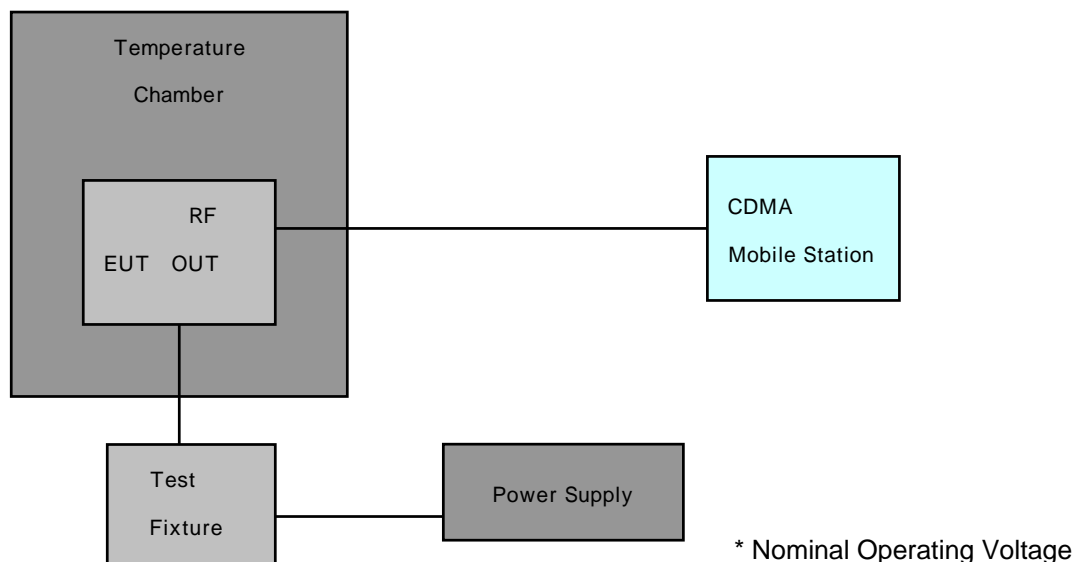 Temperature
Chamber
RF
EUT OUT
CDMA
Mobile Station
Test
Fixture
Power Supply
* Nominal Operating Voltage